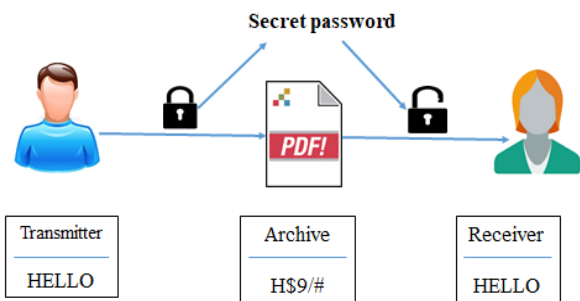 Secret password
PDF!
Transmitter
HELLO
Archive
H$9/#
Receiver
HELLO